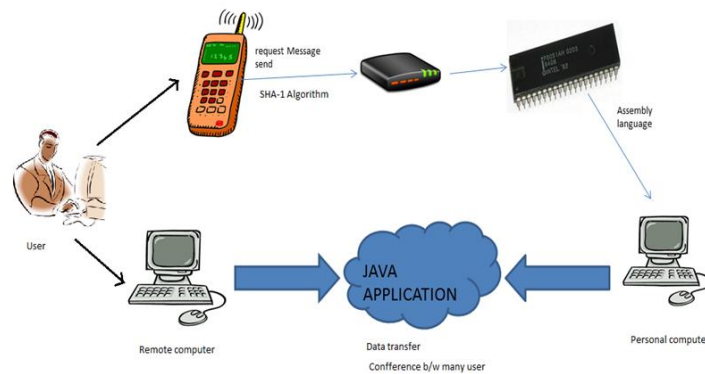 request Message
send
SHA-1 Algorithm
Assembly
language
User
JAVA
APPLICATION
Remote computer
Data transfer
Confference b/w many user
Personal compute